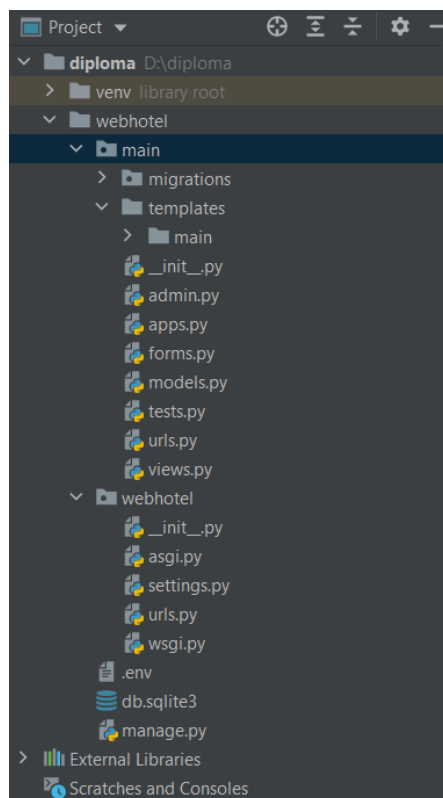 Project
diploma D:\diploma
venv library root
webhotel
main
migrations
templates
main
__init__.py
admin.py
apps.py
forms.py
models.py
tests.py
urls.py
views.py
webhotel
__init__.py
asgi.py
settings.py
urls.py
wsgi.py
.env
db.sqlite3
manage.py
External Libraries
Scratches and Consoles